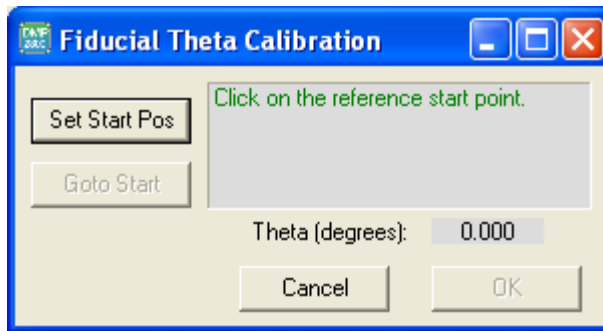 Fiducial Theta Calibration
Set Start Pos
Click on the reference start point.
Goto Start
Theta (degrees): 0.000
Cancel
OK